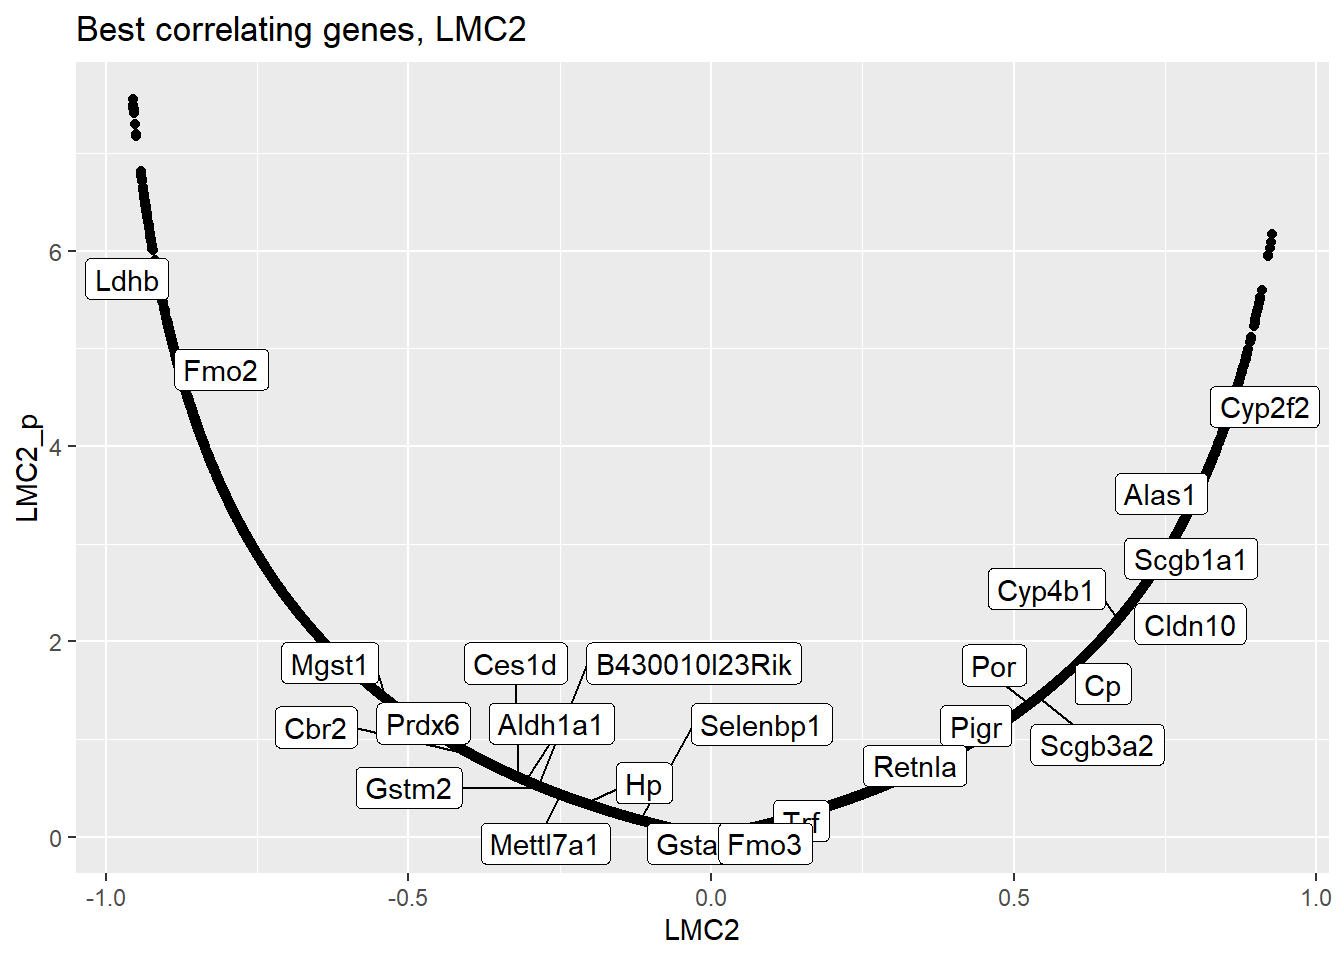 Best correlating genes, LMC2
LMC2_p
6
4
2
0
Ldhb
Fmo2
Cyp2f2
Alas1
Scgb1a1
Cyp4b1
Cldn10
Mgst1
Ces1d
B430010I23Rik
Por
Cp
Cbr2
Prdx6
Aldh1a1
Selenbp1
Pigr
Scgb3a2
Gstm2
Hp
Retnla
Trf
Mettl7a1
Gsta
Fmo3
-1.0
-0.5
0.0
0.5
1.0
LMC2